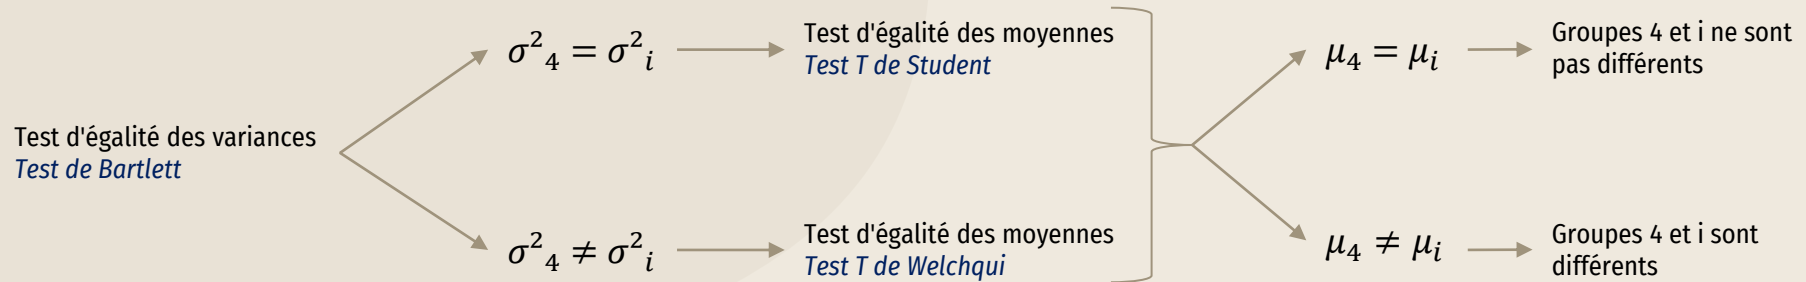 Test d'égalité des variances
Test de Bartlett
σ²₄ = σ²ᵢ
Test d'égalité des moyennes
Test T de Student
σ²₄ ≠ σ²ᵢ
Test d'égalité des moyennes
Test T de Welchqui
μ₄ = μᵢ
Groupes 4 et i ne sont
pas différents
μ₄ ≠ μᵢ
Groupes 4 et i sont
différents